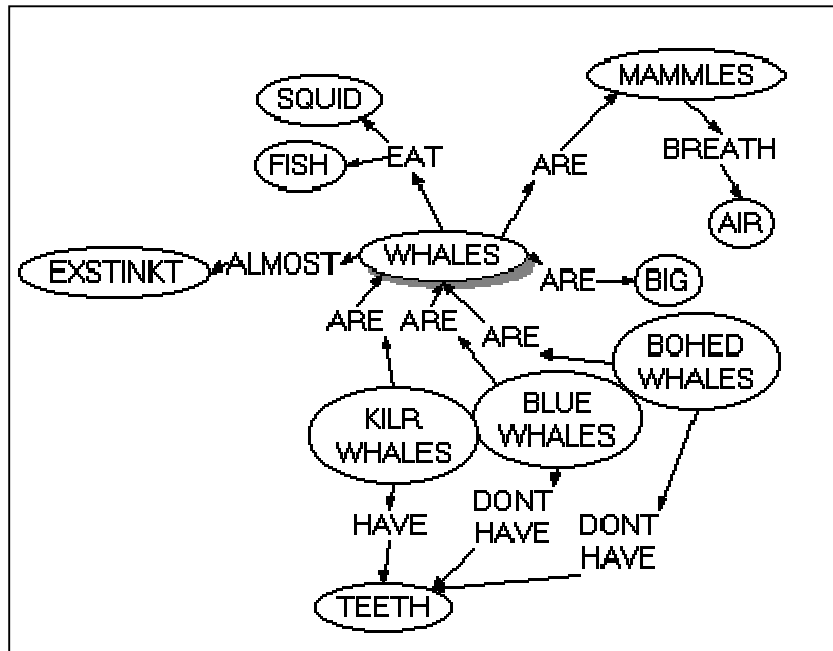 MAMMLES
SQUID
EAT
FISH
ARE
BREATH
AIR
WHALES
EXSTINKT
ALMOST
ARE
BIG
ARE
ARE
ARE
BOHED
WHALES
KILR
WHALES
BLUE
WHALES
HAVE
DONT
HAVE
DONT
HAVE
TEETH